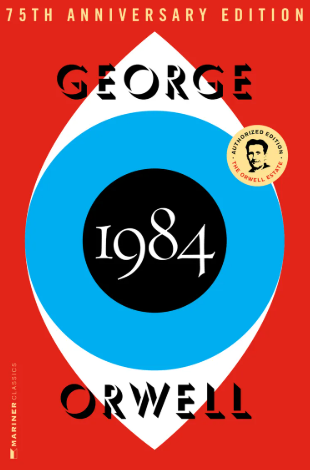 75TH ANNIVERSARY EDITION
GEORGE
AUTHORIZED EDITION
THE ORWELL ESTATE
1984
ORWELL
MARINER CLASSICS